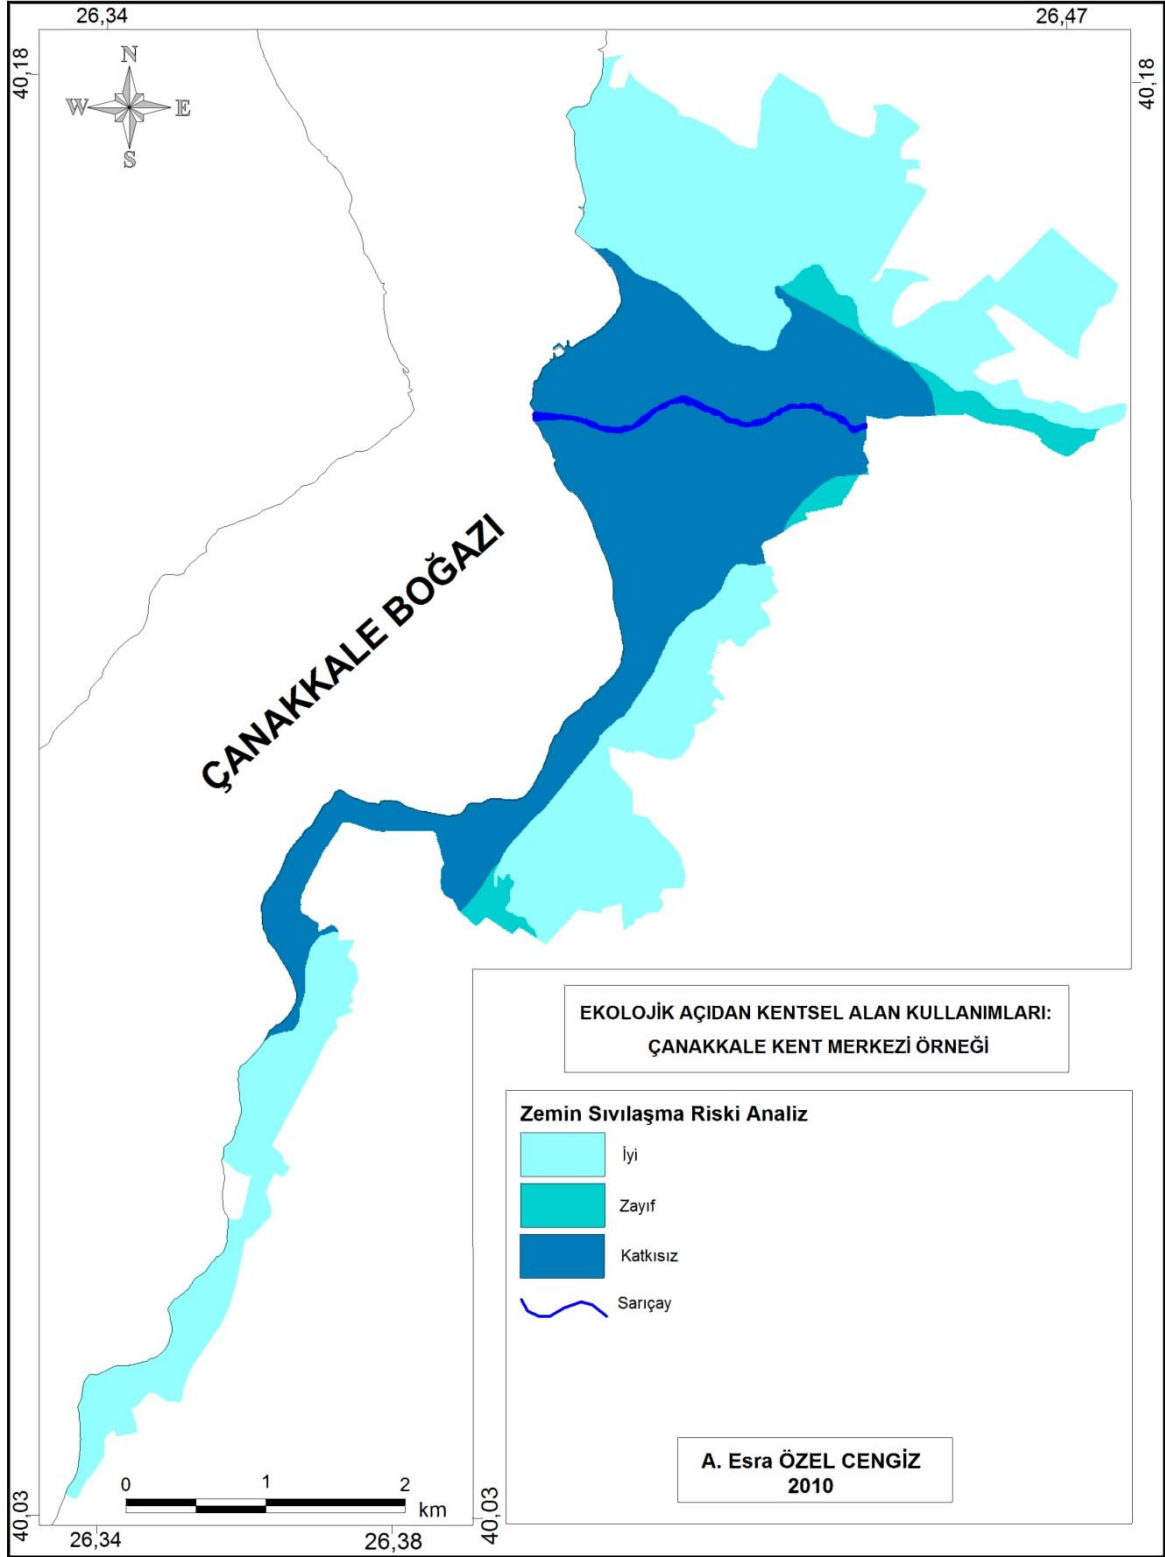 26,34
26,47
40,18
40,18
N
W
E
S
ÇANAKKALE BOĞAZI
EKOLOJİK AÇIDAN KENTSEL ALAN KULLANIMLARI:
ÇANAKKALE KENT MERKEZİ ÖRNEĞİ
Zemin Sıvılaşma Riski Analiz
İyi
Zayıf
Katkısız
Sarıçay
A. Esra ÖZEL CENGİZ
2010
0
1
2
km
40,03
40,03
26,34
26,38